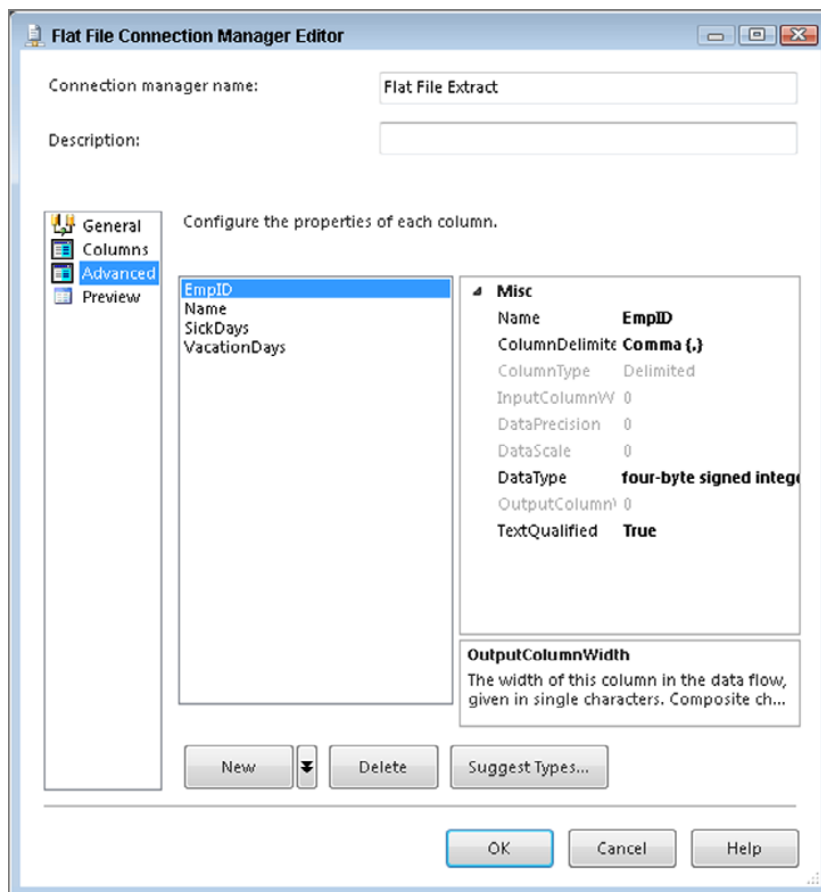 Flat File Connection Manager Editor
Connection manager name:
Flat File Extract
Description:
General
Columns
Advanced
Preview
Configure the properties of each column.
EmpID
Name
SickDays
VacationDays
Misc
Name EmpID
ColumnDelimite Comma {,}
ColumnType Delimited
InputColumnW 0
DataPrecision 0
DataScale 0
DataType four-byte signed intege
OutputColumn 0
TextQualified True
OutputColumnWidth
The width of this column in the data flow,
given in single characters. Composite ch...
New
Delete
Suggest Types...
OK
Cancel
Help